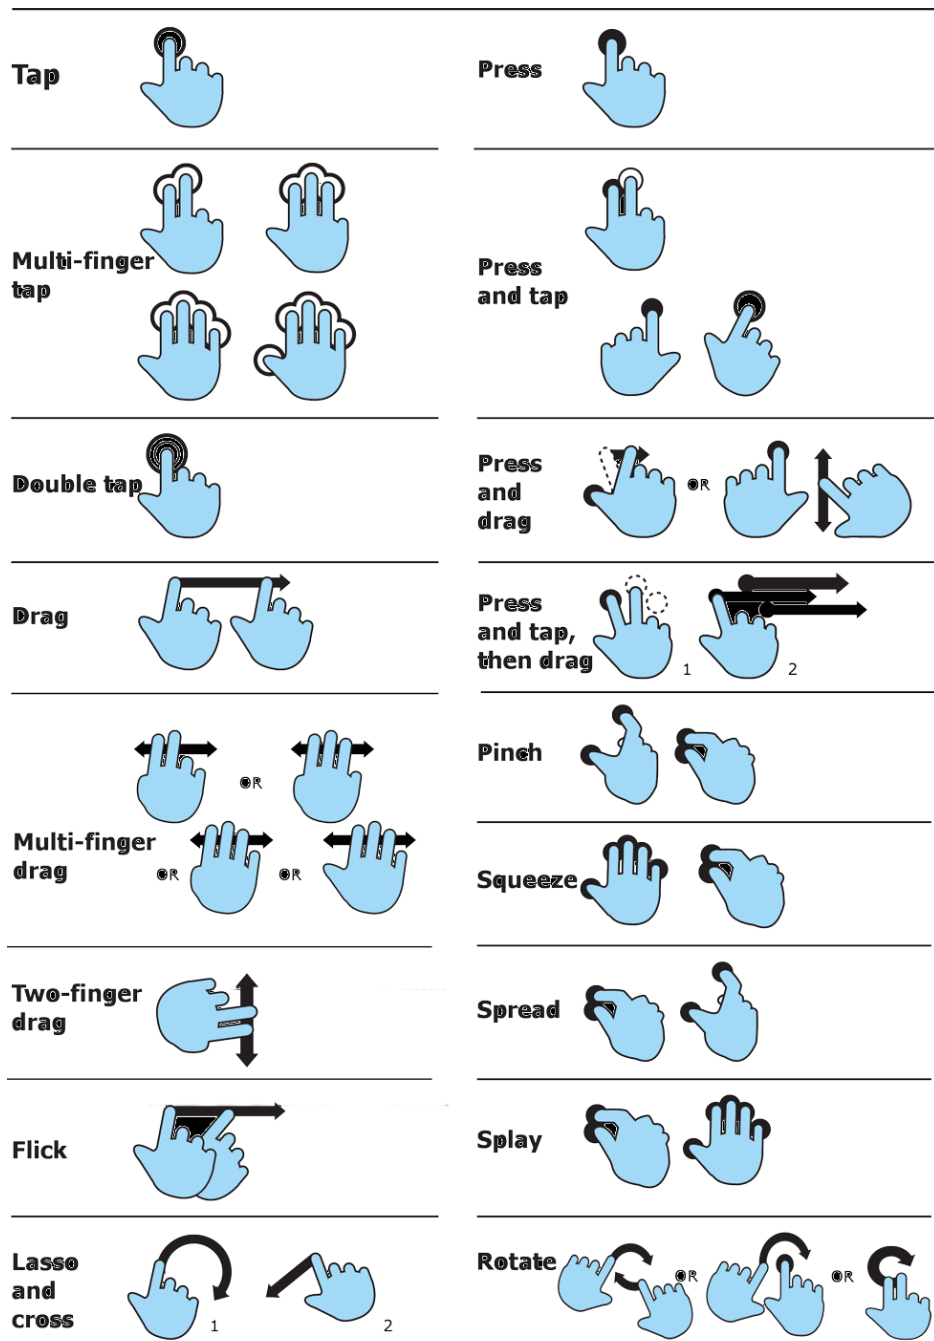 Tap
Multi-finger
tap
Double tap
Drag
OR
Multi-finger
drag
OR
OR
Two-finger
drag
Flick
Lasso
and
cross
1
2
Press
Press
and tap
Press
and
drag
OR
Press
and tap,
then drag
1
2
Pinch
Squeeze
Spread
Splay
Rotate
OR
OR